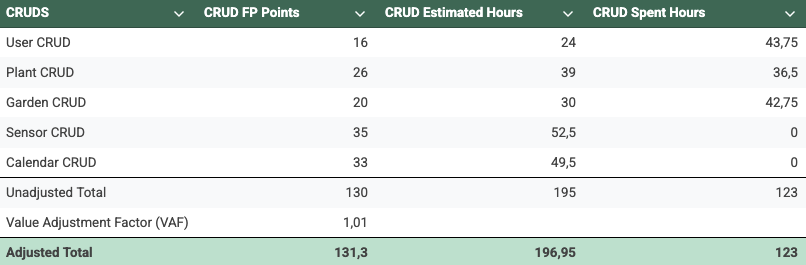 CRUDS CRUD FP Points CRUD Estimated Hours CRUD Spent Hours
User CRUD 16 24 43,75
Plant CRUD 26 39 36,5
Garden CRUD 20 30 42,75
Sensor CRUD 35 52,5 0
Calendar CRUD 33 49,5 0
Unadjusted Total 130 195 123
Value Adjustment Factor (VAF) 1,01
Adjusted Total 131,3 196,95 123